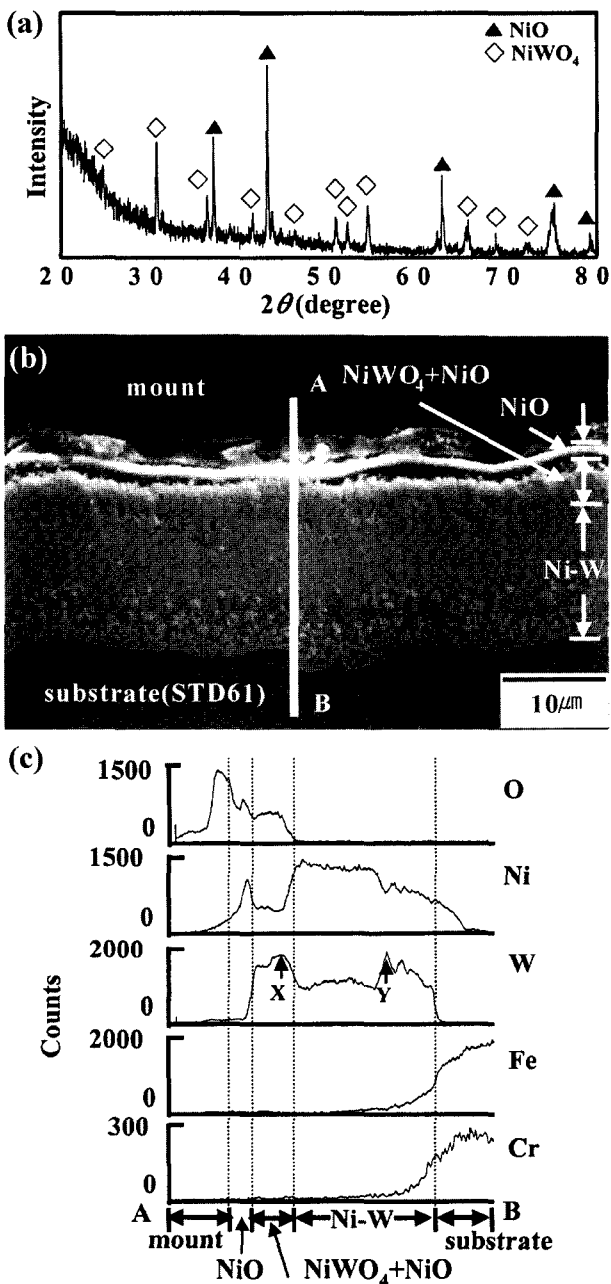 (a)
▲ NiO
◇ NiWO₄
Intensity
20 30 40 50 60 70 80
2θ(degree)
(b)
mount
A
NiWO₄+NiO
NiO
Ni-W
substrate(STD61)
B
10㎛
(c)
1500
0
O
1500
0
Ni
2000
0
W
X
Y
2000
0
Fe
300
0
Cr
Counts
A
mount
NiO
NiWO₄+NiO
Ni-W
substrate
B